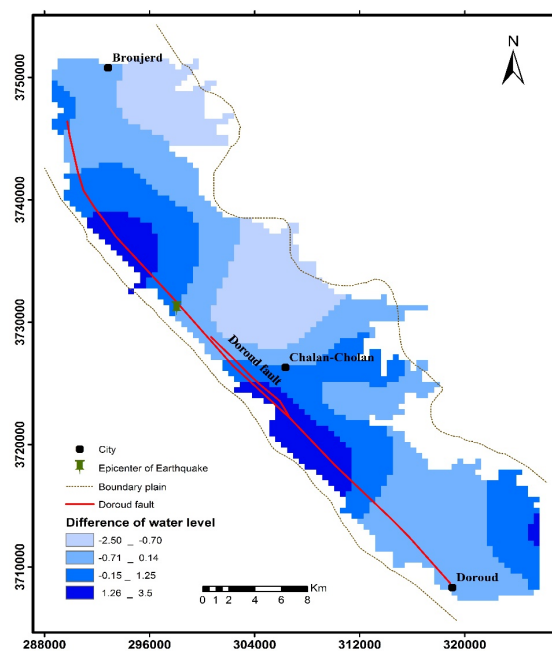 N
Broujerd
Doroud fault
Chalan-Cholan
Doroud
3750000
3740000
3730000
3720000
3710000
City
Epicenter of Earthquake
Boundary plain
Doroud fault
Difference of water level
-2.50 _ -0.70
-0.71 _ 0.14
-0.15 _ 1.25
1.26 _ 3.5
Km
0 1 2 4 6 8
288000 296000 304000 312000 320000